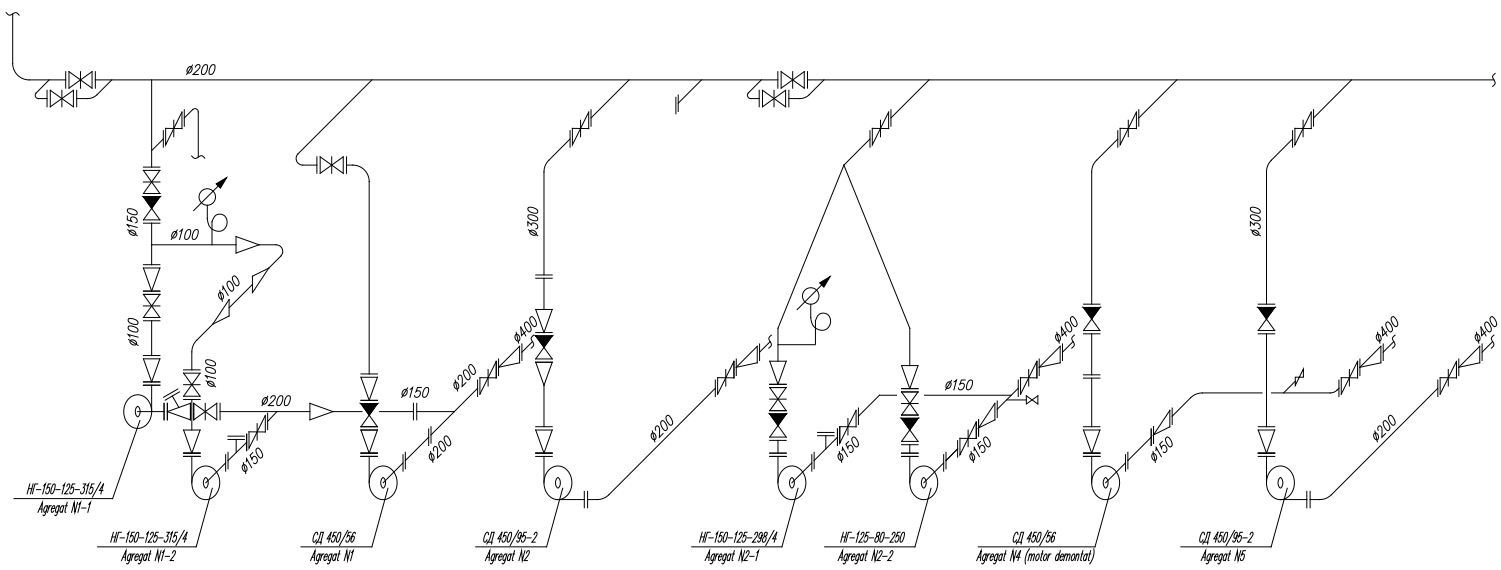 ø200
ø150
ø100
ø100
ø100
ø100
ø200
ø150
ø150
ø200
ø200
ø400
ø300
ø200
ø150
ø150
ø150
ø400
ø150
ø300
ø400
ø200
ø400
НГ-150-125-315/4
Agregat N1-1
НГ-150-125-315/4
Agregat N1-2
СД 450/56
Agregat N1
СД 450/95-2
Agregat N2
НГ-150-125-298/4
Agregat N2-1
НГ-125-80-250
Agregat N2-2
СД 450/56
Agregat N4 (motor demontat)
СД 450/95-2
Agregat N5